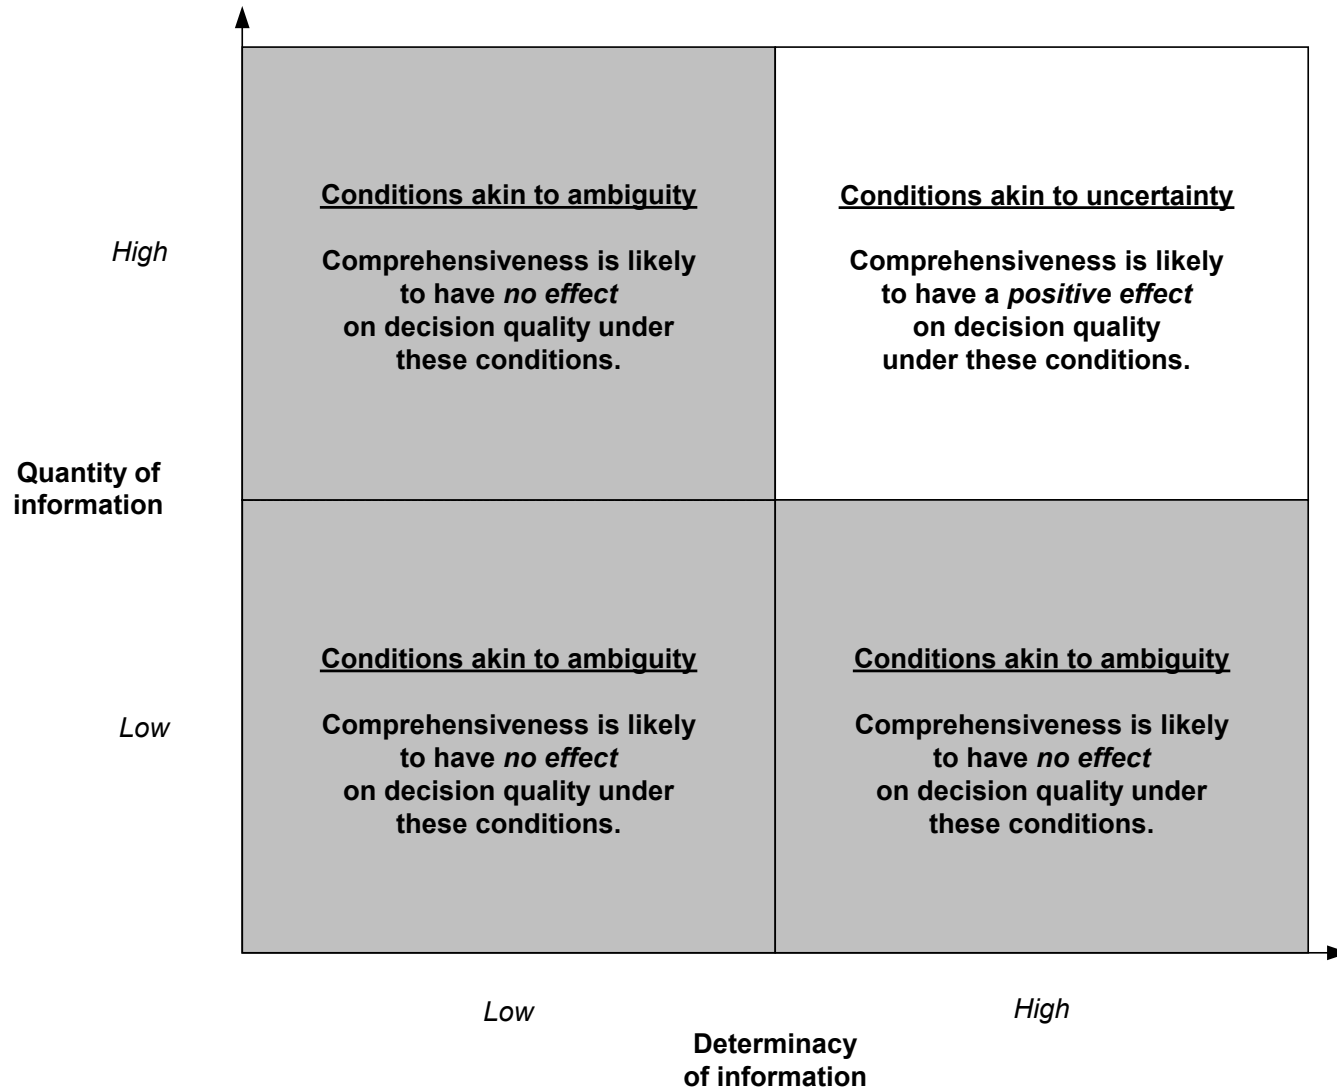 Conditions akin to ambiguity
Comprehensiveness is likely
to have no effect
on decision quality under
these conditions.
Conditions akin to uncertainty
Comprehensiveness is likely
to have a positive effect
on decision quality
under these conditions.
High
Quantity of
information
Conditions akin to ambiguity
Comprehensiveness is likely
to have no effect
on decision quality under
these conditions.
Conditions akin to ambiguity
Comprehensiveness is likely
to have no effect
on decision quality under
these conditions.
Low
Low
High
Determinacy
of information